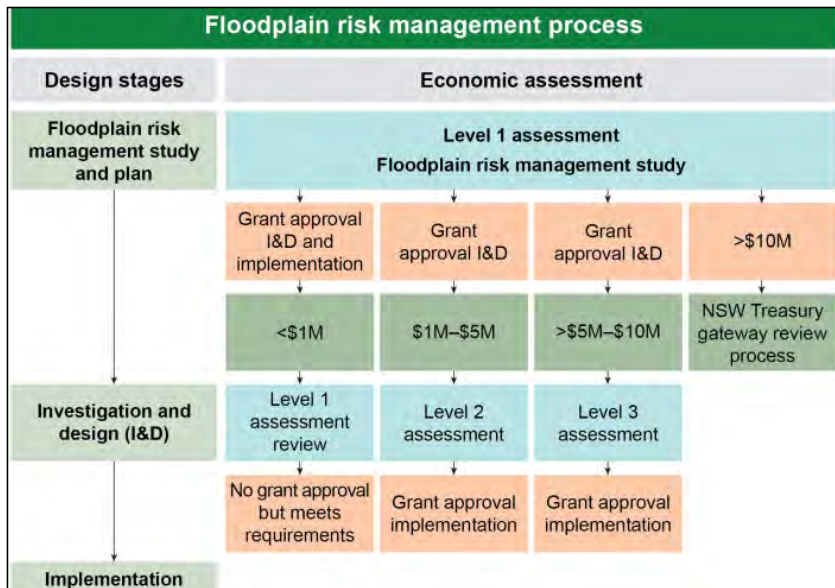 Floodplain risk management process
Design stages
Economic assessment
Floodplain risk
management study
and plan
Level 1 assessment
Floodplain risk management study
Grant approval
I&D and
implementation
Grant
approval I&D
Grant
approval I&D
>$10M
<$1M
$1M–$5M
>$5M–$10M
NSW Treasury
gateway review
process
Investigation and
design (I&D)
Level 1
assessment
review
Level 2
assessment
Level 3
assessment
No grant approval
but meets
requirements
Grant approval
implementation
Grant approval
implementation
Implementation